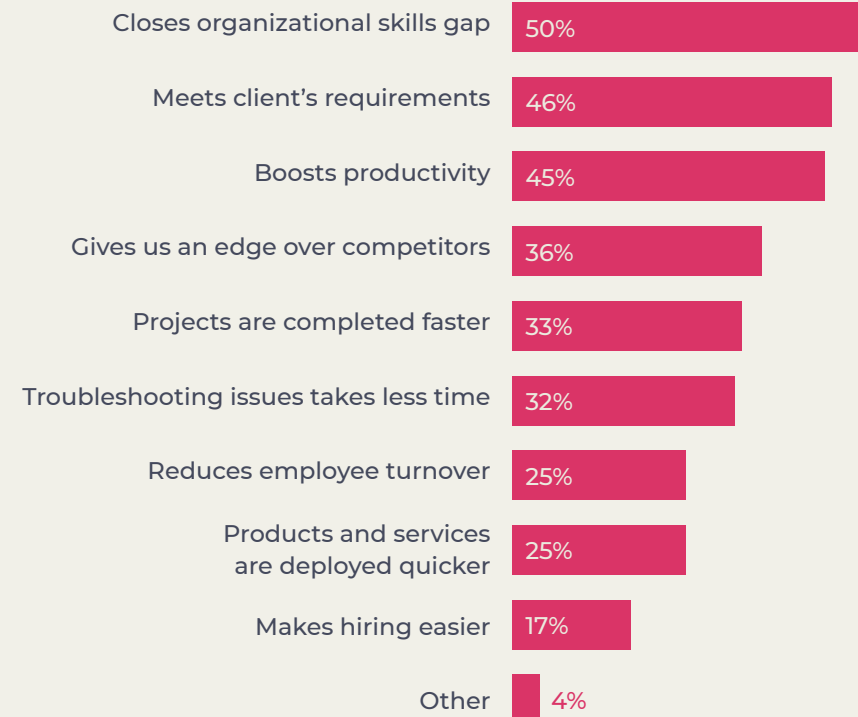 Closes organizational skills gap 50%
Meets client’s requirements 46%
Boosts productivity 45%
Gives us an edge over competitors 36%
Projects are completed faster 33%
Troubleshooting issues takes less time 32%
Reduces employee turnover 25%
Products and services
are deployed quicker 25%
Makes hiring easier 17%
Other 4%